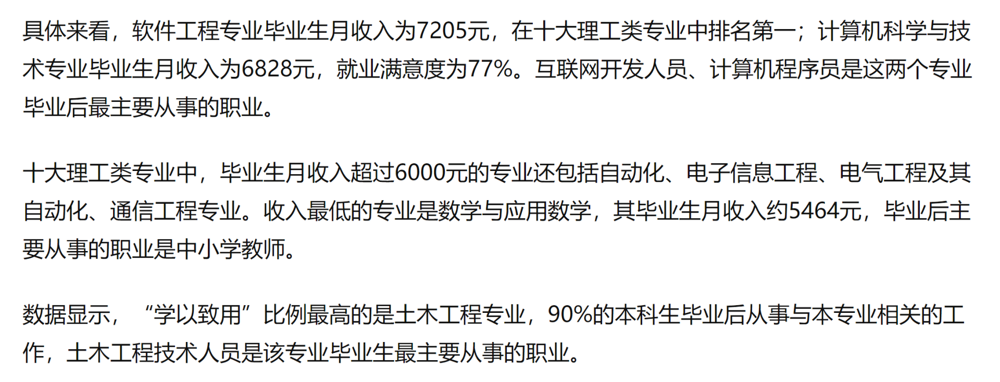 具体来看，软件工程专业毕业生月收入为7205元，在十大理工类专业中排名第一；计算机科学与技
术专业毕业生月收入为6828元，就业满意度为77%。互联网开发人员、计算机程序员是这两个专业
毕业后最主要从事的职业。
十大理工类专业中，毕业生月收入超过6000元的专业还包括自动化、电子信息工程、电气工程及其
自动化、通信工程专业。收入最低的专业是数学与应用数学，其毕业生月收入约5464元，毕业后主
要从事的职业是中小学教师。
数据显示，“学以致用”比例最高的是土木工程专业，90%的本科生毕业后从事与本专业相关的工
作，土木工程技术人员是该专业毕业生最主要从事的职业。